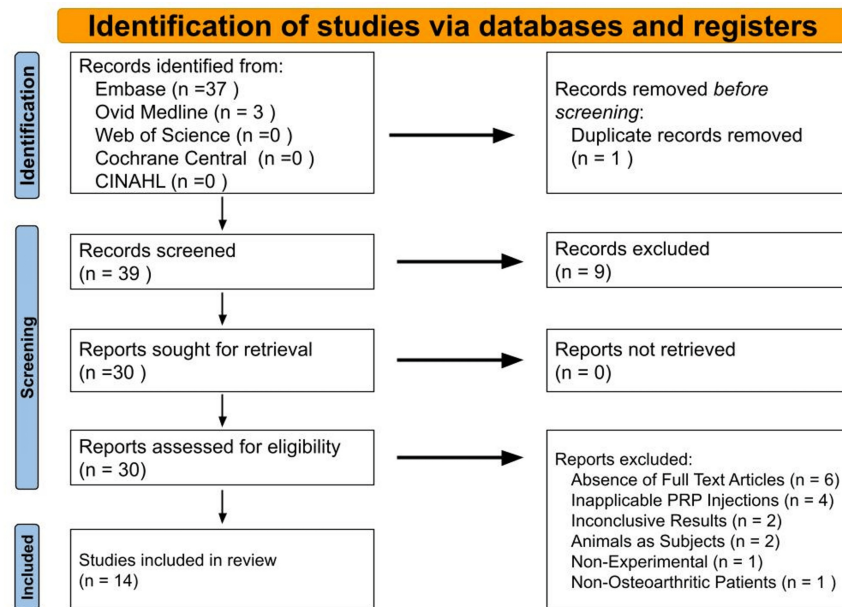 Identification of studies via databases and registers
Identification
Records identified from:
Embase (n =37 )
Ovid Medline (n = 3 )
Web of Science (n =0 )
Cochrane Central  (n =0 )
CINAHL (n =0 )
Records removed before
screening:
Duplicate records removed
(n = 1 )
Screening
Records screened
(n = 39 )
Records excluded
(n = 9)
Reports sought for retrieval
(n =30 )
Reports not retrieved
(n = 0)
Reports assessed for eligibility
(n = 30)
Reports excluded:
Absence of Full Text Articles (n = 6)
Inapplicable PRP Injections (n = 4)
Inconclusive Results (n = 2)
Animals as Subjects (n = 2)
Non-Experimental (n = 1)
Non-Osteoarthritic Patients (n = 1 )
Included
Studies included in review
(n = 14)